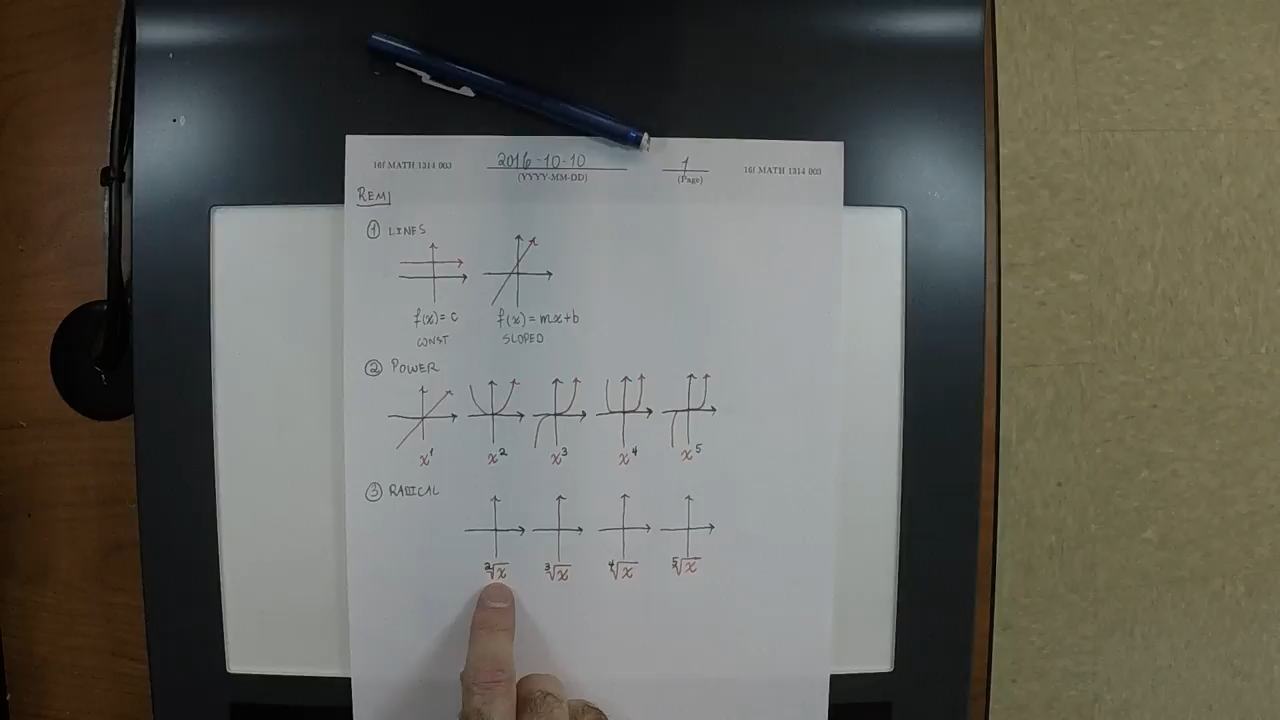 16f MATH 1314 003 2016-10-10 1 16f MATH 1314 003
(YYYY-MM-DD) (Page)
REM
① LINES
f(x)=c f(x)=mx+b
CONST SLOPED
② POWER
x¹ x² x³ x⁴ x⁵
③ RADICAL
²√x ³√x ⁴√x ⁵√x